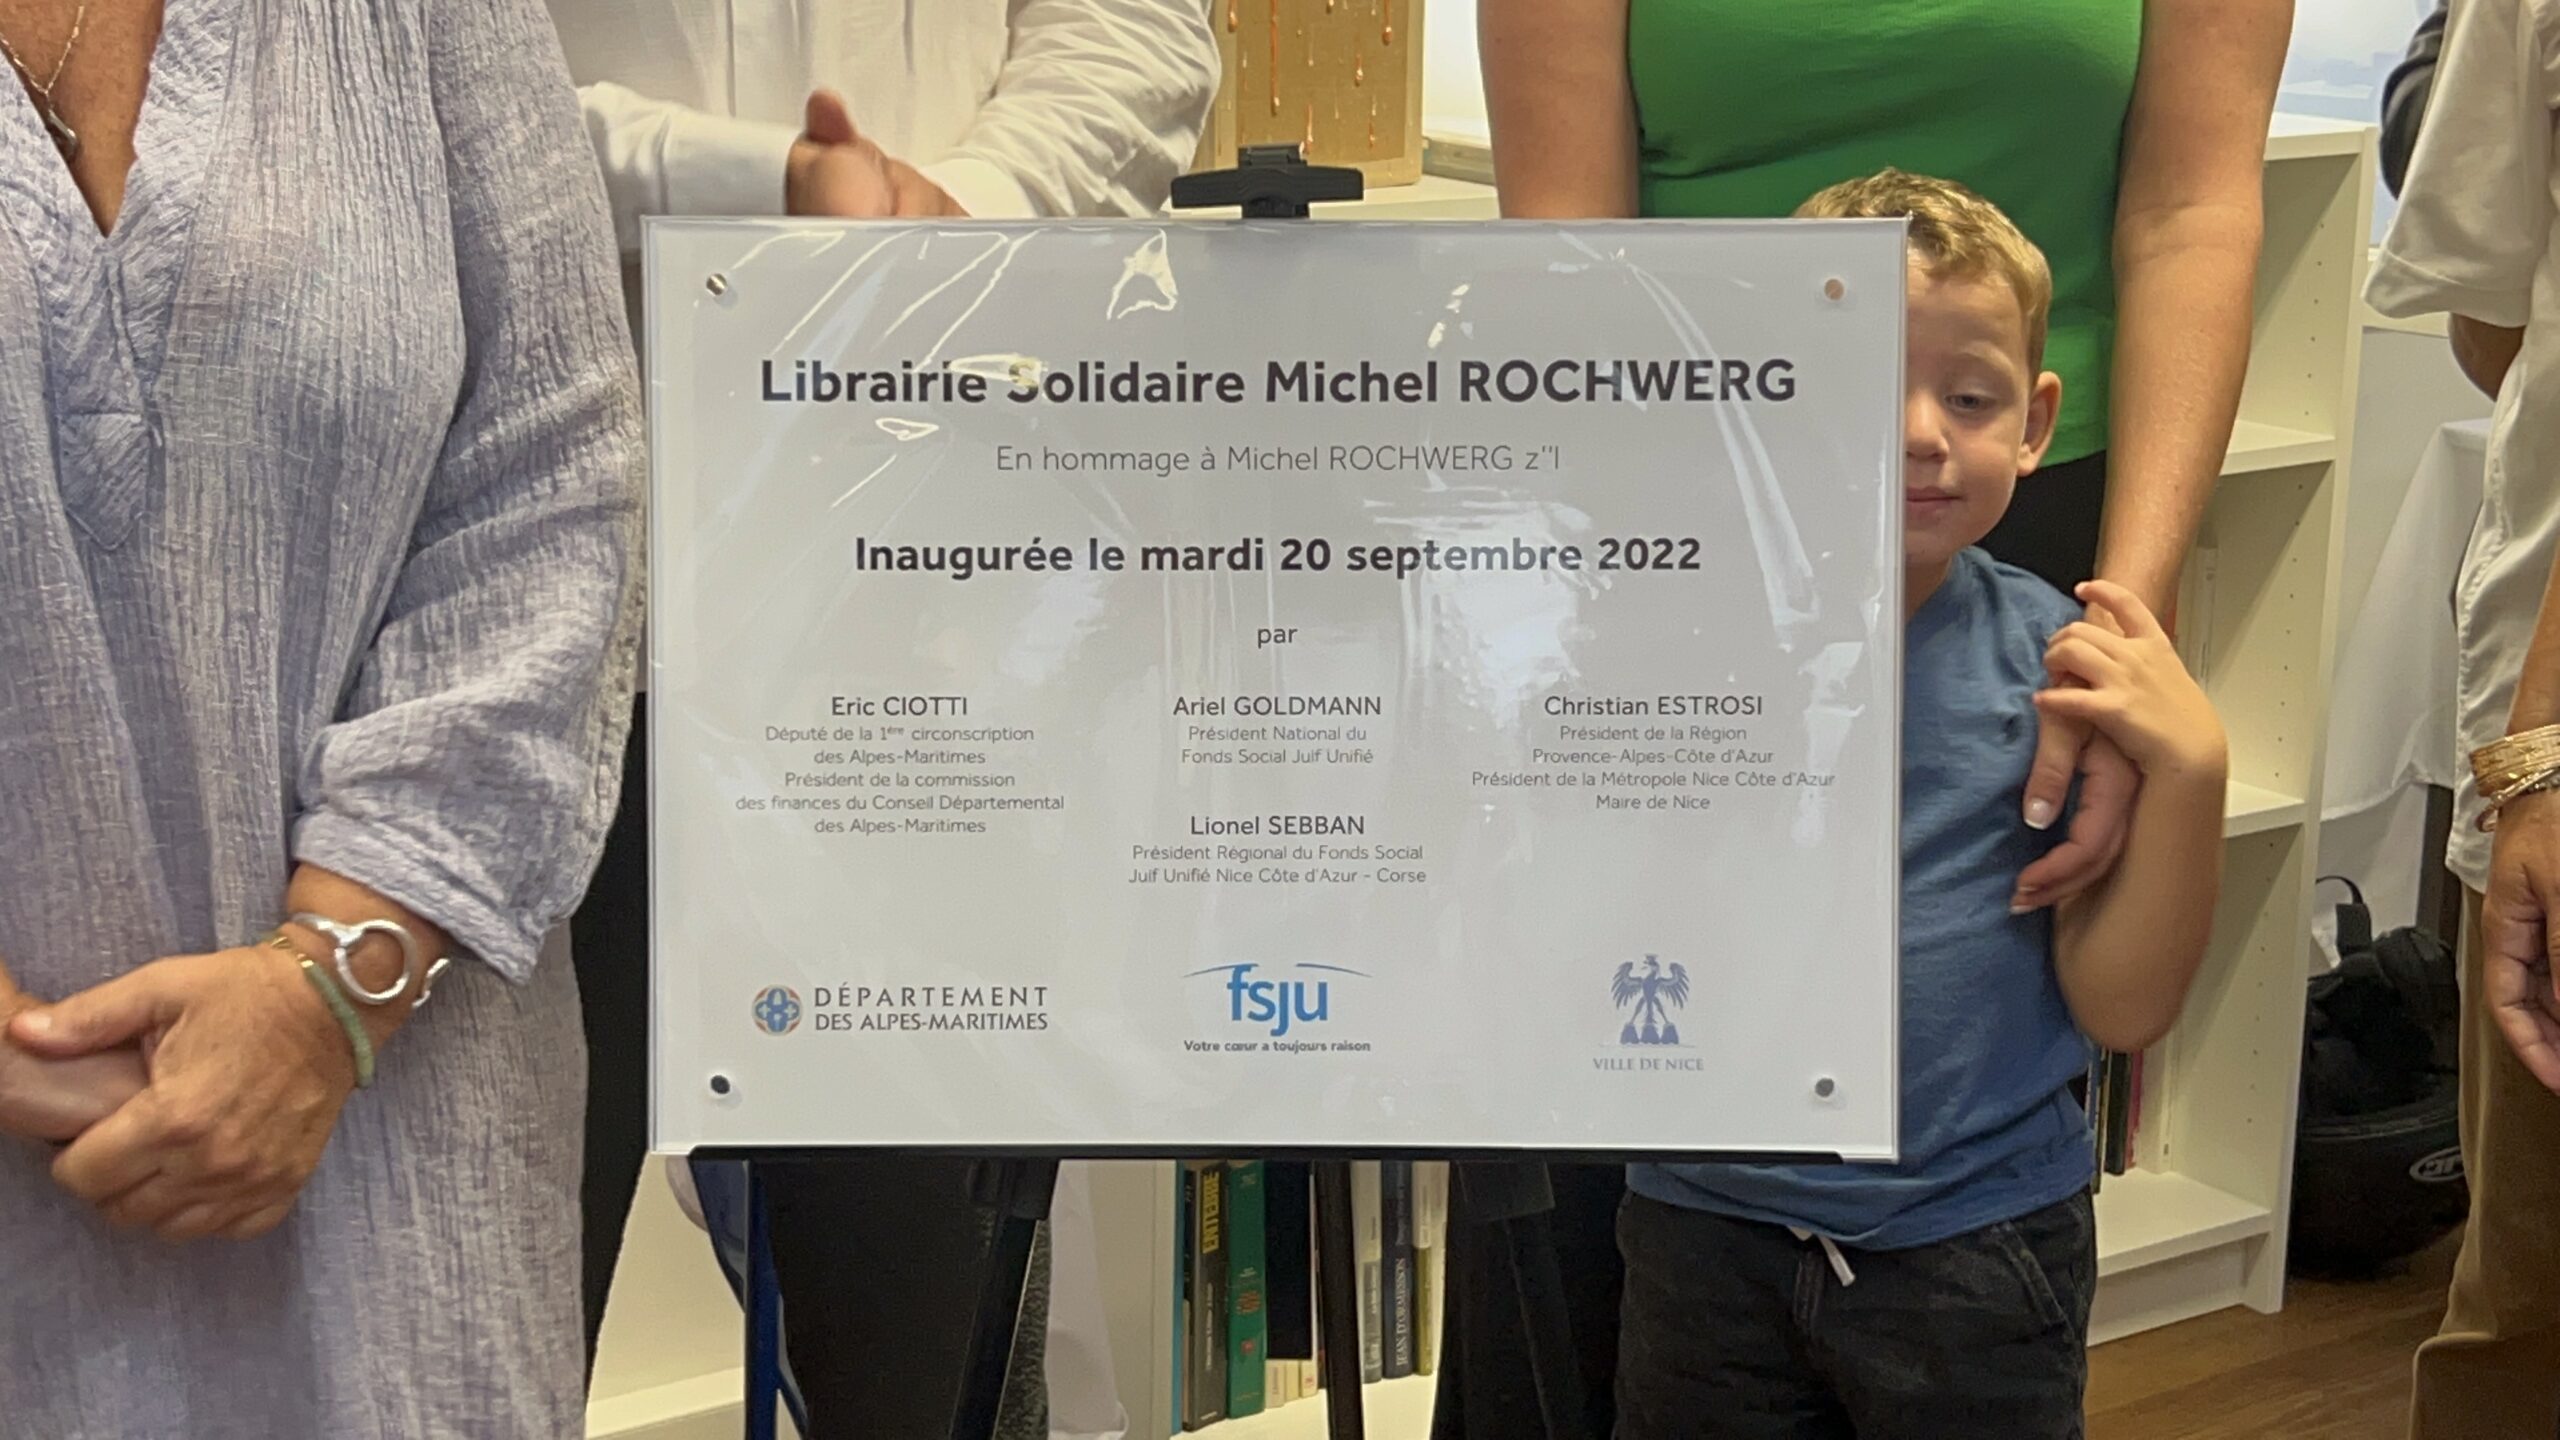 Librairie Solidaire Michel ROCHWERG
En hommage à Michel ROCHWERG z''l
Inaugurée le mardi 20 septembre 2022
par
Eric CIOTTI
Député de la 1ère circonscription
des Alpes-Maritimes
Président de la commission
des finances du Conseil Départemental
des Alpes-Maritimes
Ariel GOLDMANN
Président National du
Fonds Social Juif Unifié
Lionel SEBBAN
Président Régional du Fonds Social
Juif Unifié Nice Côte d'Azur - Corse
Christian ESTROSI
Président de la Région
Provence-Alpes-Côte d'Azur
Président de la Métropole Nice Côte d'Azur
Maire de Nice
DÉPARTEMENT
DES ALPES-MARITIMES
fsju
Votre cœur a toujours raison
VILLE DE NICE
ENTEBBE
JEAN D'ORMESSON